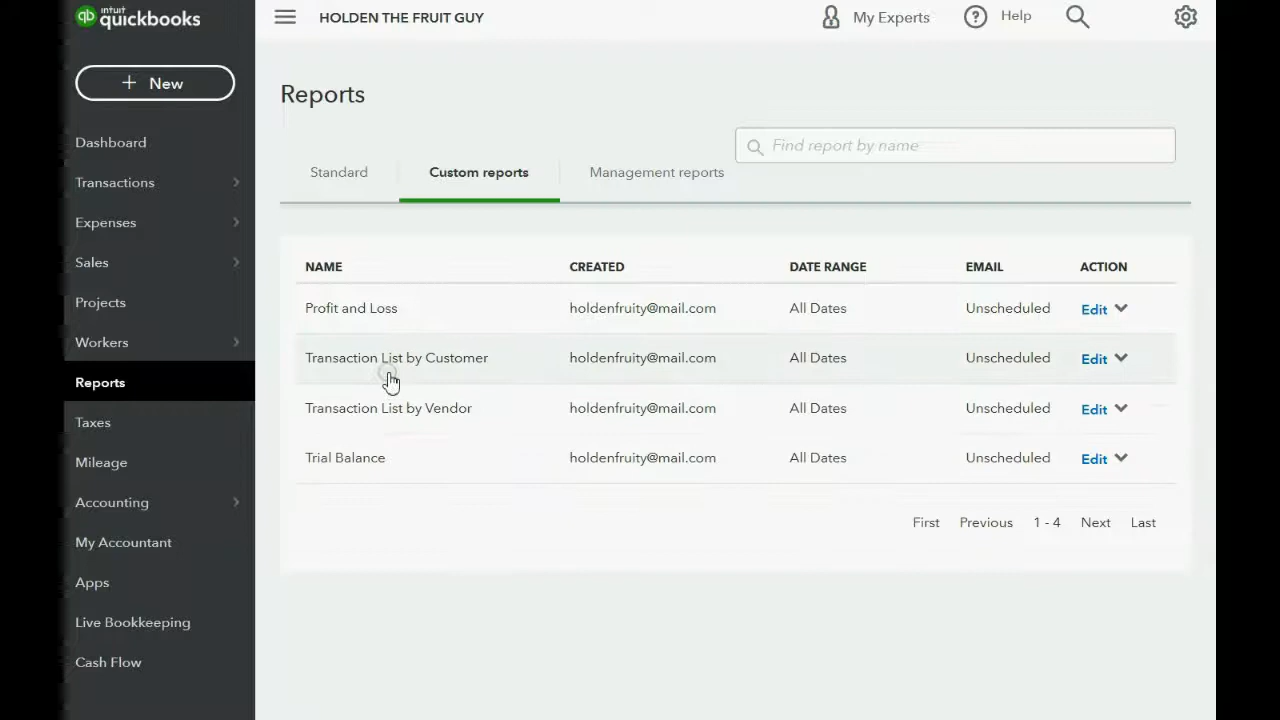 intuit
quickbooks
HOLDEN THE FRUIT GUY
My Experts
Help
New
Dashboard
Transactions
Expenses
Sales
Projects
Workers
Reports
Taxes
Mileage
Accounting
My Accountant
Apps
Live Bookkeeping
Cash Flow
Reports
Find report by name
Standard
Custom reports
Management reports
NAME CREATED DATE RANGE EMAIL ACTION
Profit and Loss holdenfruity@mail.com All Dates Unscheduled Edit
Transaction List by Customer holdenfruity@mail.com All Dates Unscheduled Edit
Transaction List by Vendor holdenfruity@mail.com All Dates Unscheduled Edit
Trial Balance holdenfruity@mail.com All Dates Unscheduled Edit
First Previous 1 - 4 Next Last